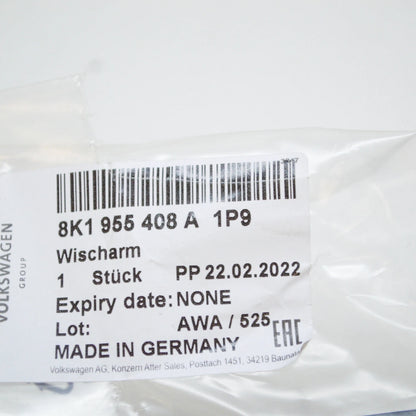 VOLKSWAGEN
GROUP
8K1 955 408 A 1P9
Wischarm
1 Stück PP 22.02.2022
Expiry date: NONE
Lot: AWA / 525
MADE IN GERMANY
EAC
Volkswagen AG, Konzern After Sales, Postfach 1451, 34219